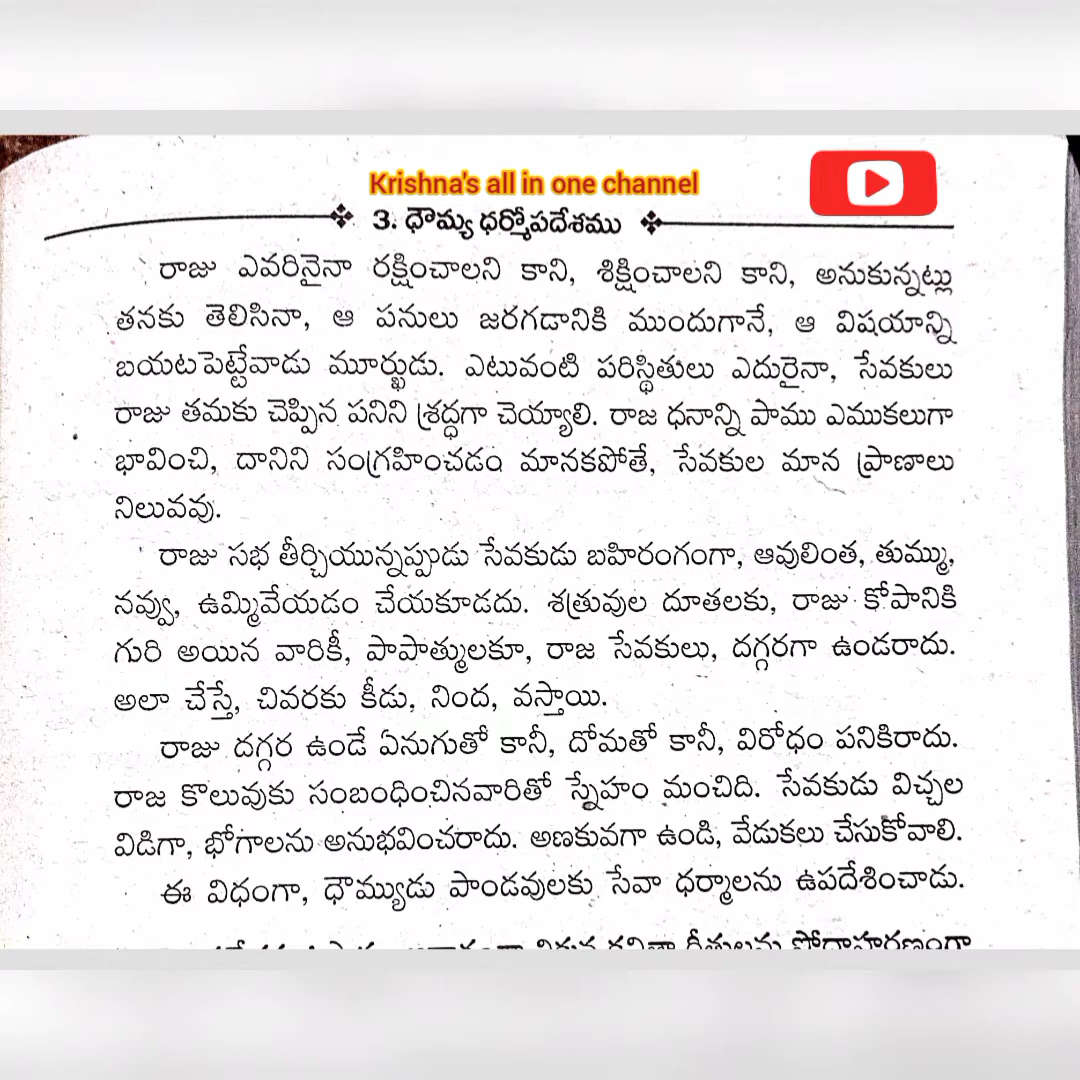 Krishna's all in one channel
3. ధౌమ్య ధర్మోపదేశము
రాజు ఎవరినైనా రక్షించాలని కాని, శిక్షించాలని కాని, అనుకున్నట్లు
తనకు తెలిసినా, ఆ పనులు జరగడానికి ముందుగానే, ఆ విషయాన్ని
బయటపెట్టేవాడు మూర్ఖుడు. ఎటువంటి పరిస్థితులు ఎదురైనా, సేవకులు
రాజు తమకు చెప్పిన పనిని శ్రద్ధగా చెయ్యాలి. రాజ ధనాన్ని పాము ఎముకలుగా
భావించి, దానిని సంగ్రహించడం మానకపోతే, సేవకుల మాన ప్రాణాలు
నిలువవు.
రాజు సభ తీర్చియున్నప్పుడు సేవకుడు బహిరంగంగా, ఆవులింత, తుమ్ము,
నవ్వు, ఉమ్మివేయడం చేయకూడదు. శత్రువుల దూతలకు, రాజు కోపానికి
గురి అయిన వారికీ, పాపాత్ములకూ, రాజ సేవకులు, దగ్గరగా ఉండరాదు.
అలా చేస్తే, చివరకు కీడు, నింద, వస్తాయి.
రాజు దగ్గర ఉండే ఏనుగుతో కానీ, దోమతో కానీ, విరోధం పనికిరాదు.
రాజ కొలువుకు సంబంధించినవారితో స్నేహం మంచిది. సేవకుడు విచ్చల
విడిగా, భోగాలను అనుభవించరాదు. అణకువగా ఉండి, వేడుకలు చేసుకోవాలి.
ఈ విధంగా, ధౌమ్యుడు పాండవులకు సేవా ధర్మాలను ఉపదేశించాడు.